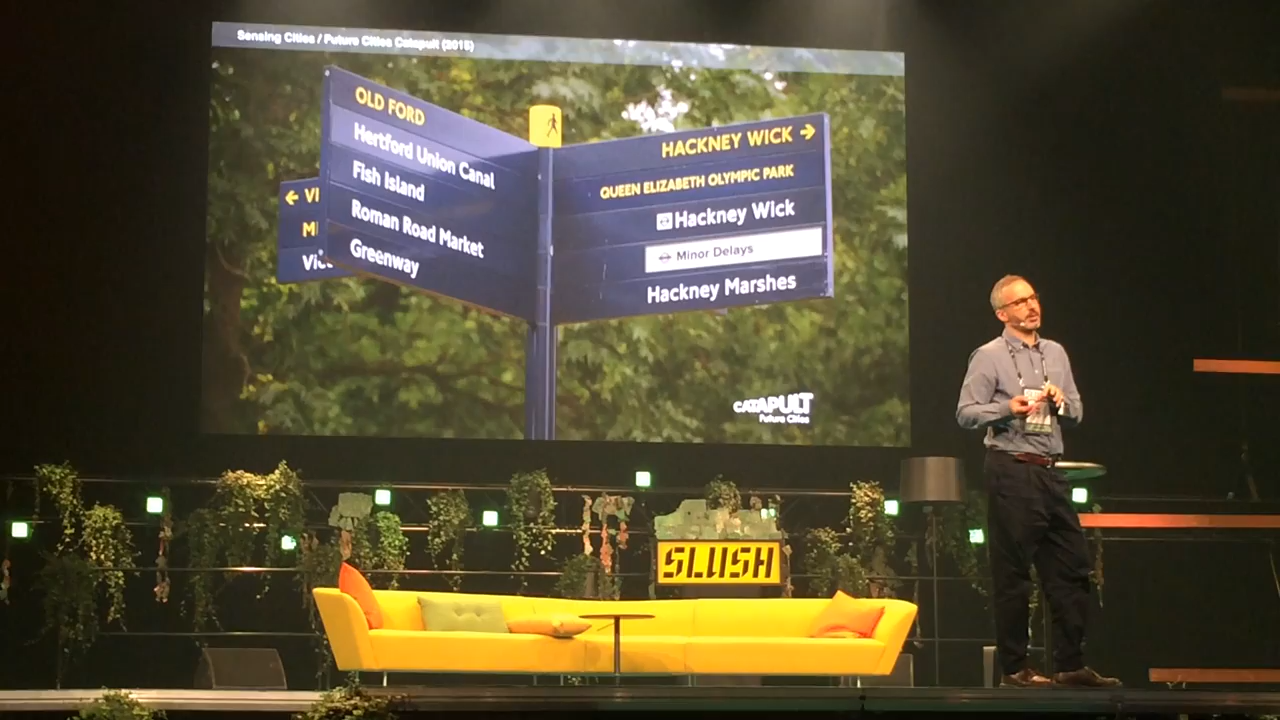 Sensing Cities / Future Cities Catapult (2015)
OLD FORD
Hertford Union Canal
Fish Island
Roman Road Market
Greenway
HACKNEY WICK →
QUEEN ELIZABETH OLYMPIC PARK
Hackney Wick
Minor Delays
Hackney Marshes
CATAPULT
Future Cities
SLUSH